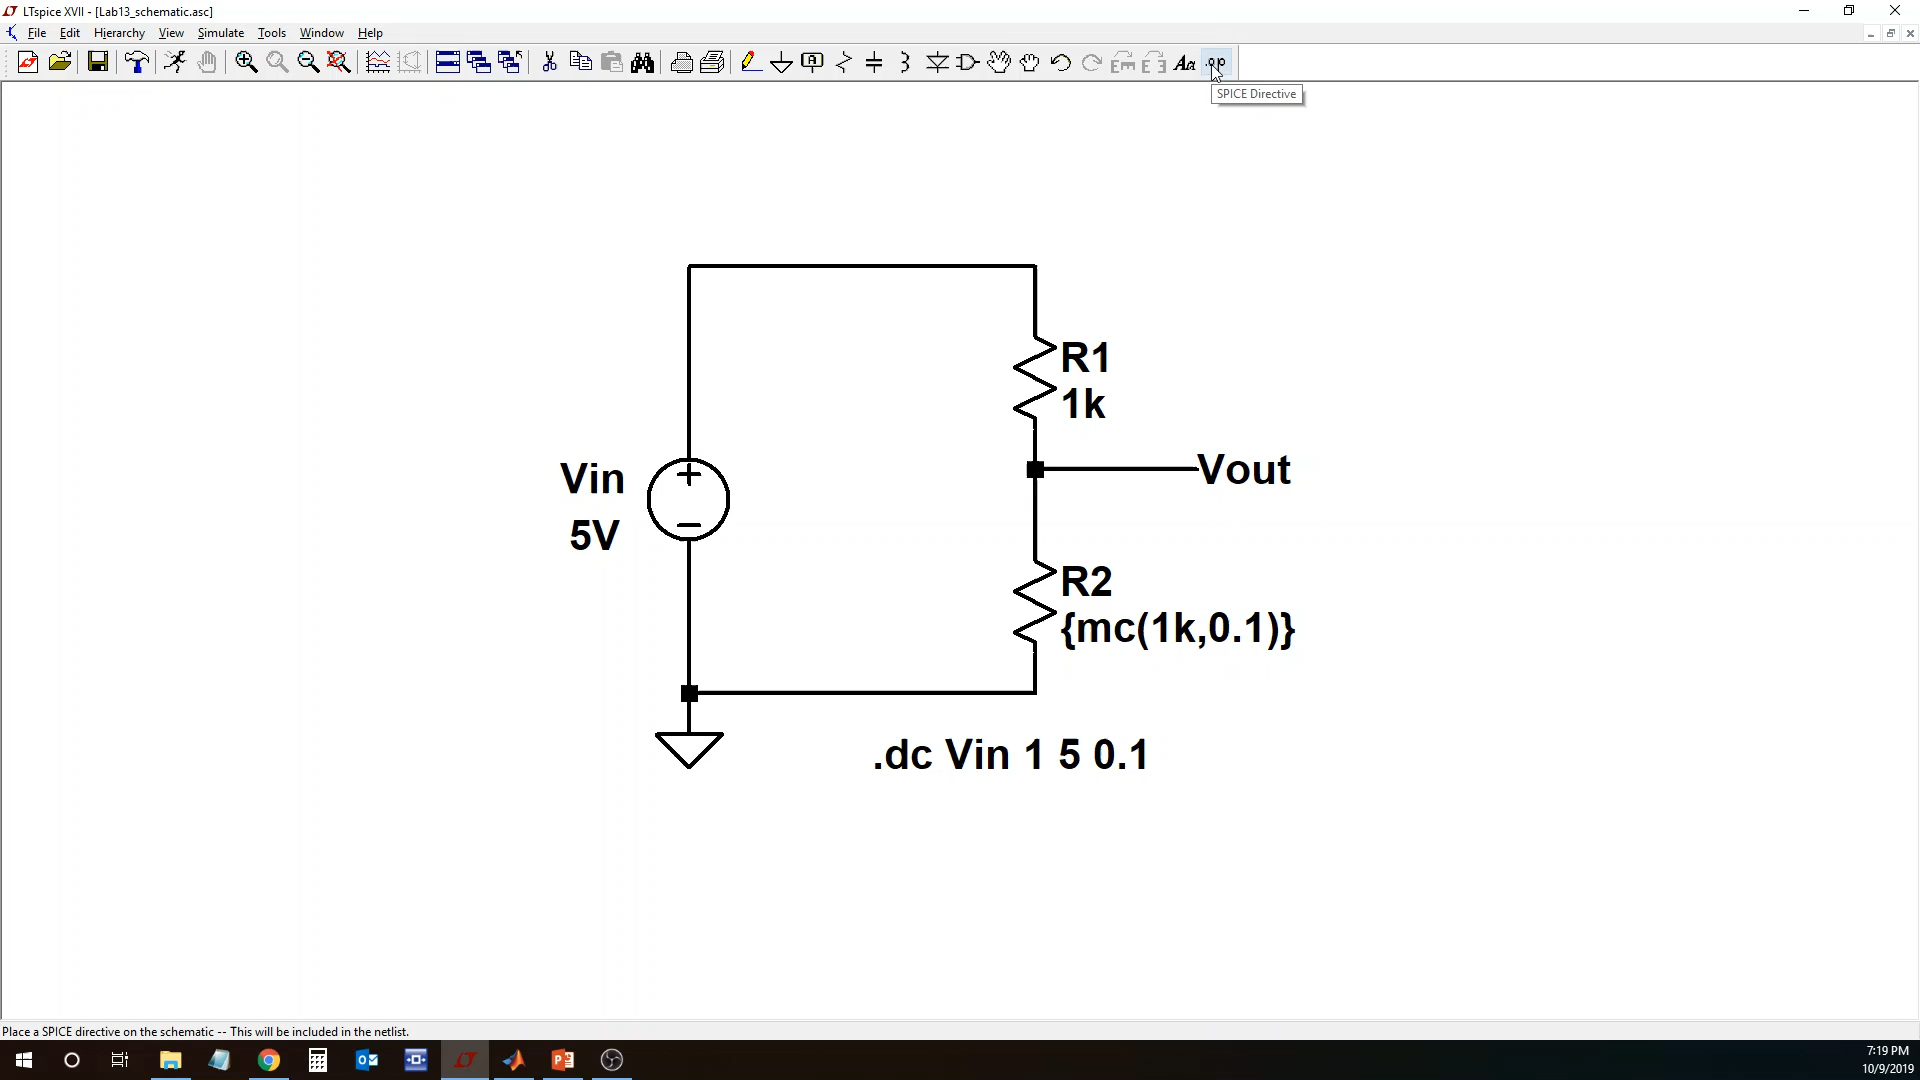 LTspice XVII - [Lab13_schematic.asc]
File Edit Hierarchy View Simulate Tools Window Help
Aa .op
SPICE Directive
R1
1k
Vin
5V
Vout
R2
{mc(1k,0.1)}
.dc Vin 1 5 0.1
Place a SPICE directive on the schematic -- This will be included in the netlist.
7:19 PM
10/9/2019